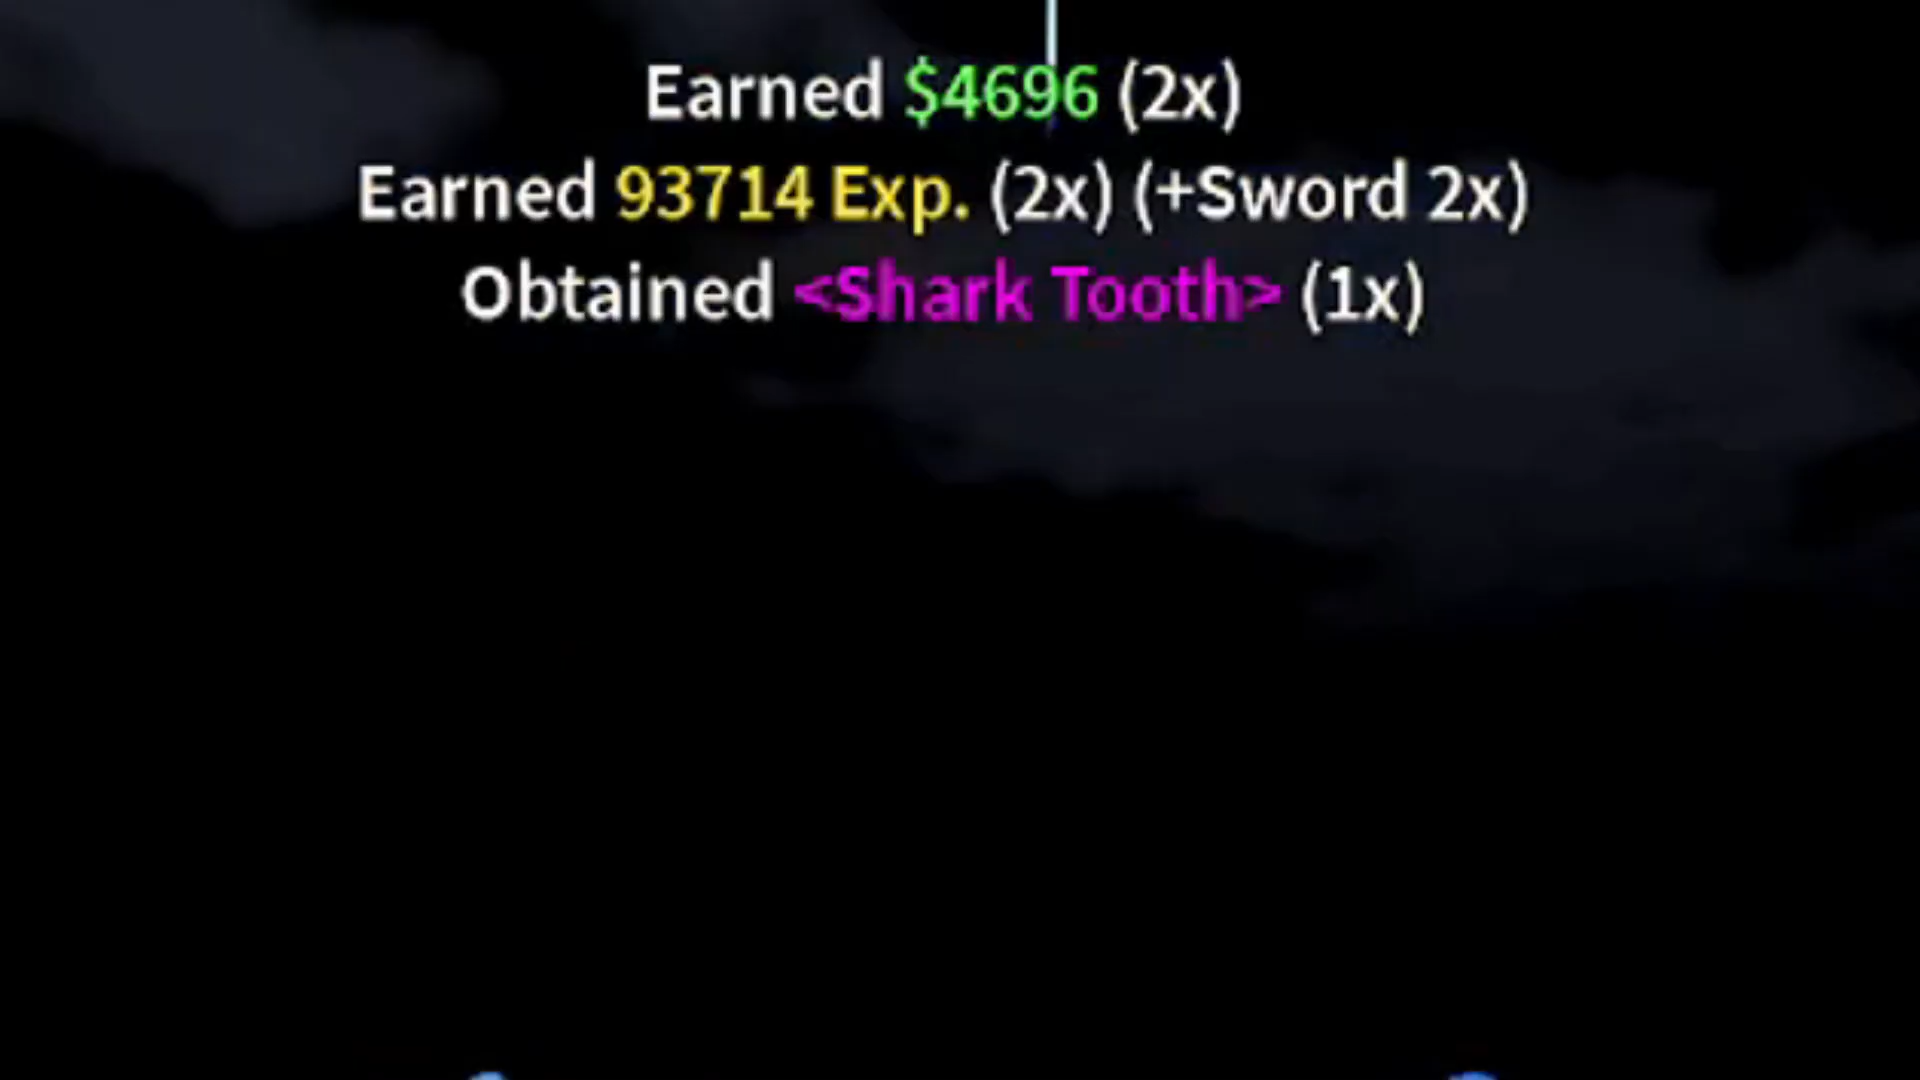 Earned $4696 (2x)
Earned 93714 Exp. (2x) (+Sword 2x)
Obtained <Shark Tooth> (1x)